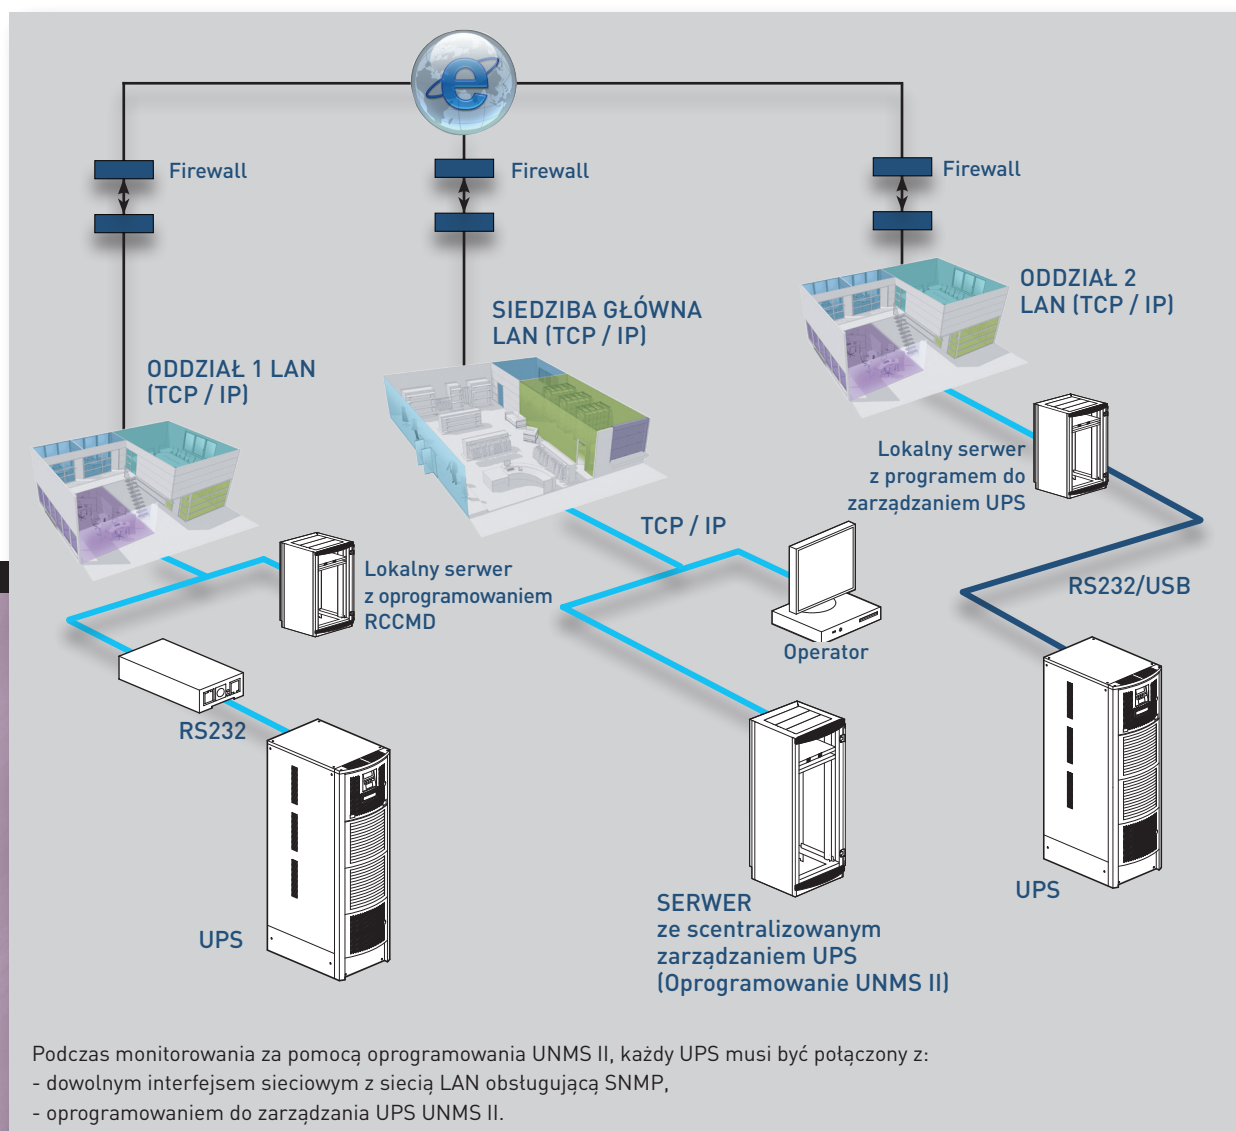 Firewall
Firewall
Firewall
ODDZIAŁ 2
LAN (TCP / IP)
SIEDZIBA GŁÓWNA
LAN (TCP / IP)
ODDZIAŁ 1 LAN
(TCP / IP)
Lokalny serwer
z programem do
zarządzaniem UPS
TCP / IP
Lokalny serwer
z oprogramowaniem
RCCMD
RS232/USB
Operator
RS232
UPS
UPS
SERWER
ze scentralizowanym
zarządzaniem UPS
(Oprogramowanie UNMS II)
Podczas monitorowania za pomocą oprogramowania UNMS II, każdy UPS musi być połączony z:
- dowolnym interfejsem sieciowym z siecią LAN obsługującą SNMP,
- oprogramowaniem do zarządzania UPS UNMS II.